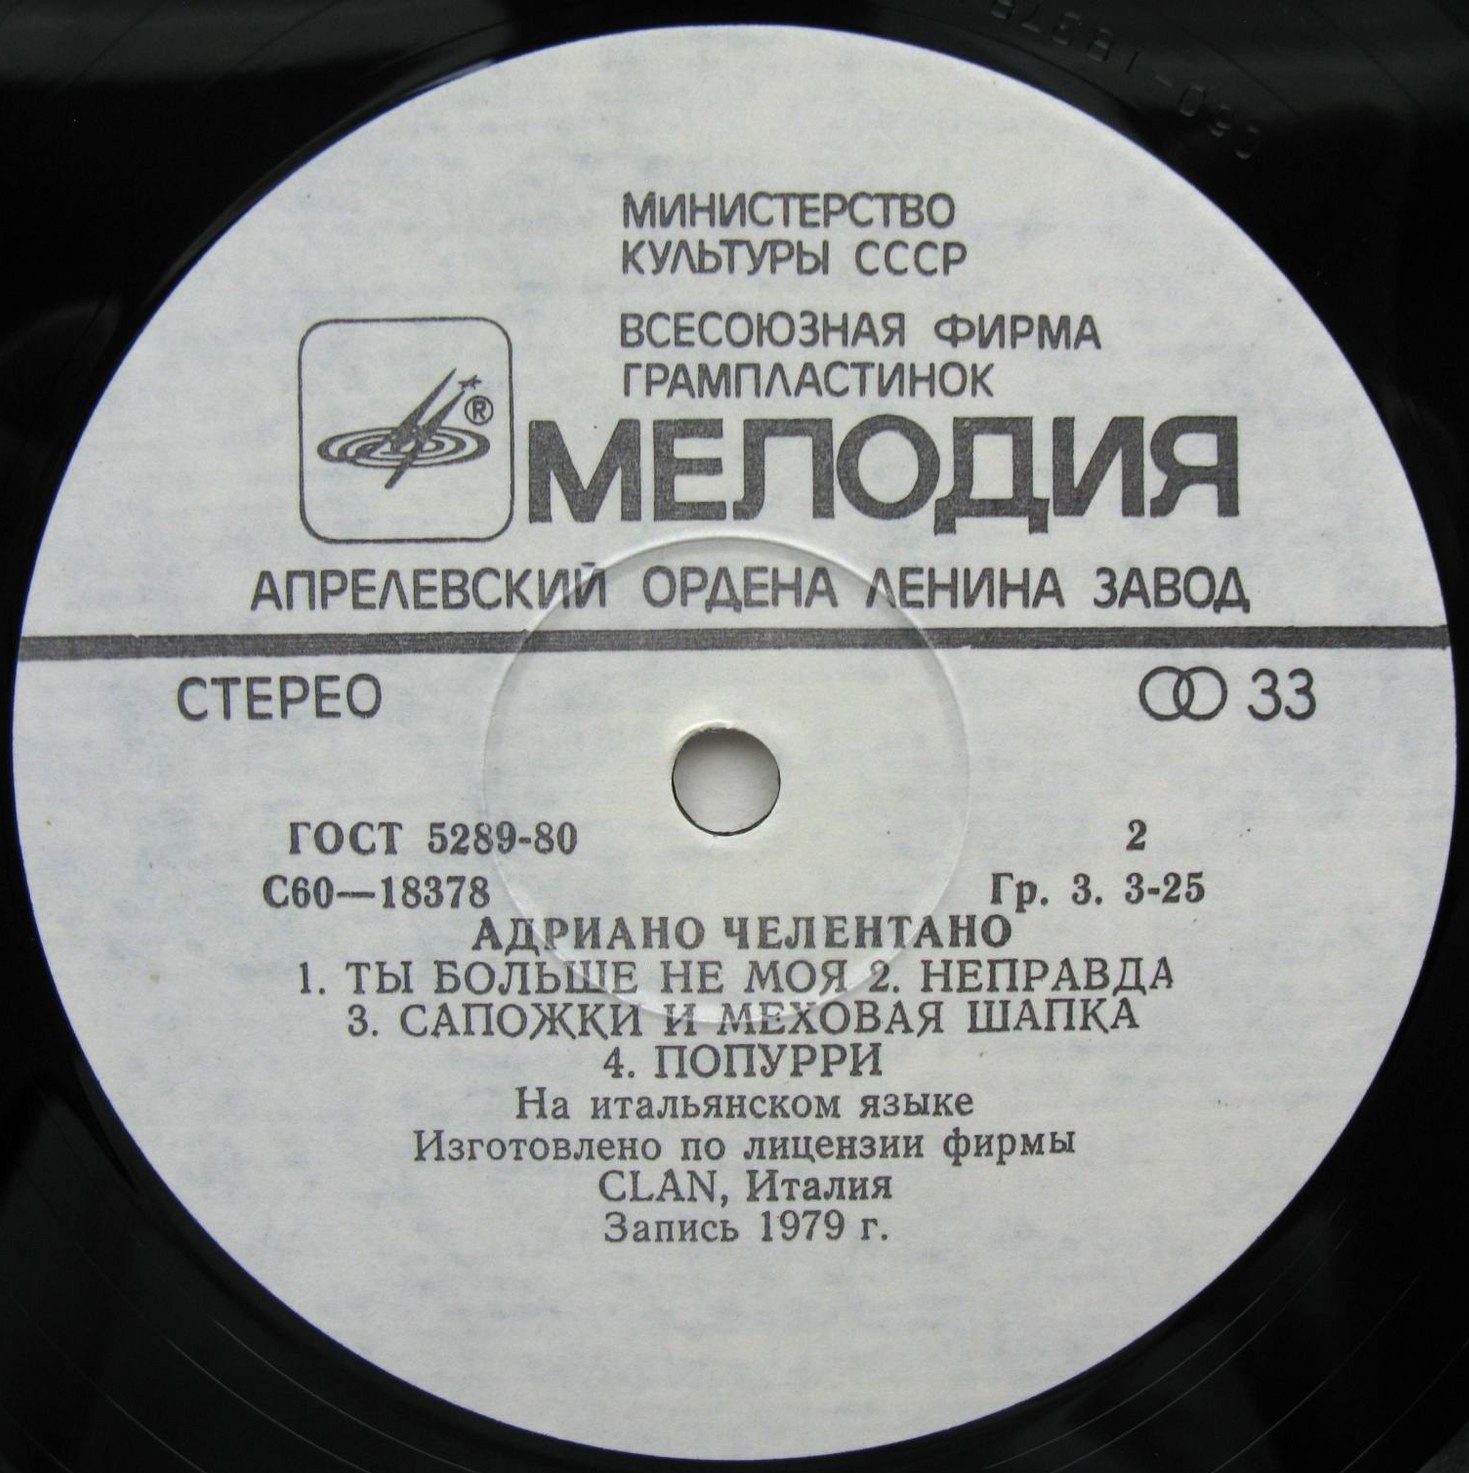 МИНИСТЕРСТВО
КУЛЬТУРЫ СССР
ВСЕСОЮЗНАЯ ФИРМА
ГРАМПЛАСТИНОК
®
МЕЛОДИЯ
АПРЕЛЕВСКИЙ ОРДЕНА ЛЕНИНА ЗАВОД
СТЕРЕО
33
ГОСТ 5289-80
2
С60—18378
Гр. 3. 3-25
АДРИАНО ЧЕЛЕНТАНО
1. ТЫ БОЛЬШЕ НЕ МОЯ 2. НЕПРАВДА
3. САПОЖКИ И МЕХОВАЯ ШАПКА
4. ПОПУРРИ
На итальянском языке
Изготовлено по лицензии фирмы
CLAN, Италия
Запись 1979 г.